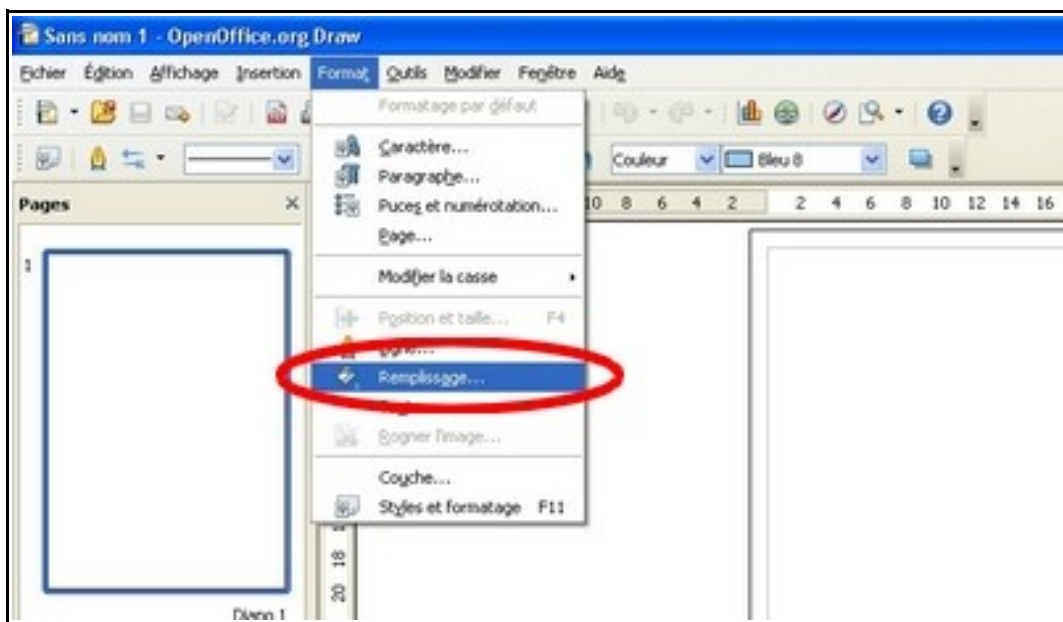 Sans nom 1 - OpenOffice.org Draw
Fichier Édition Affichage Insertion Format Outils Modifier Fenêtre Aide
Formatage par défaut
Caractère...
Couleur Bleu 8
Paragraphe...
Pages
Puces et numérotation...
10 8 6 4 2 2 4 6 8 10 12 14 16
Page...
1
Modifier la casse
Position et taille... F4
Remplissage...
Rogner l'image...
Couche...
Styles et formatage F11
18
20
Diapo 1